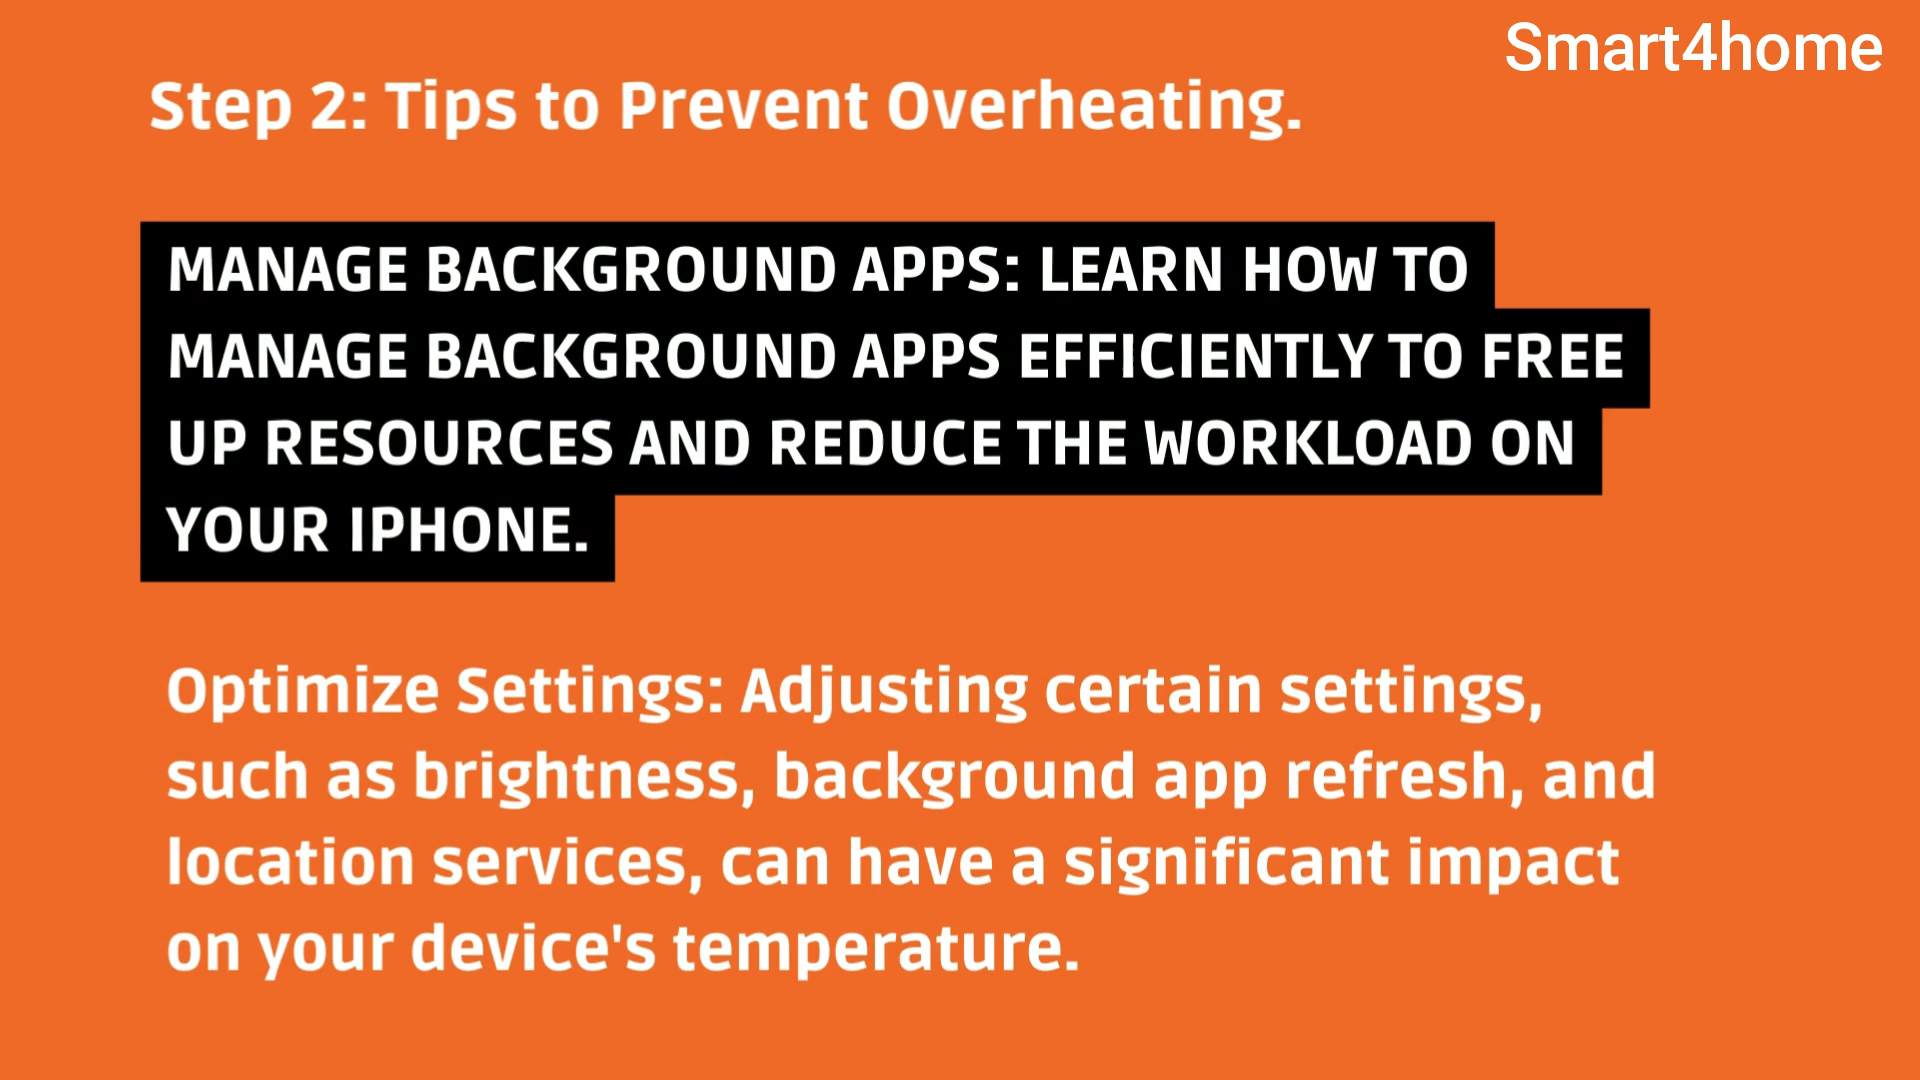 Smart4home
Step 2: Tips to Prevent Overheating.
MANAGE BACKGROUND APPS: LEARN HOW TO
MANAGE BACKGROUND APPS EFFICIENTLY TO FREE
UP RESOURCES AND REDUCE THE WORKLOAD ON
YOUR IPHONE.
Optimize Settings: Adjusting certain settings,
such as brightness, background app refresh, and
location services, can have a significant impact
on your device's temperature.